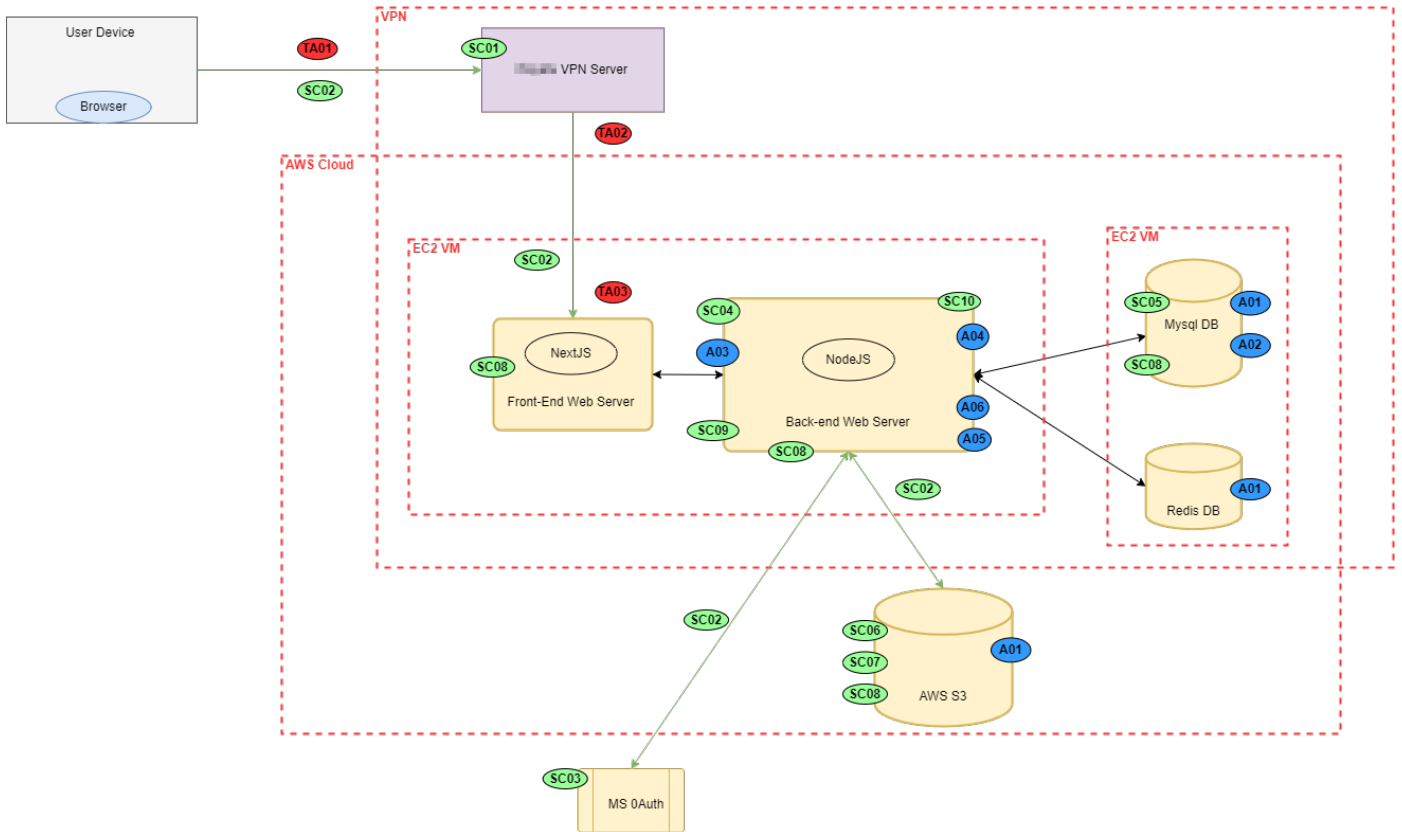 VPN
User Device
TA01
SC01
VPN Server
SC02
Browser
TA02
AWS Cloud
EC2 VM
EC2 VM
SC02
TA03
SC04
SC10
SC05
A01
Mysql DB
A04
A02
NextJS
A03
NodeJS
SC08
SC08
Front-End Web Server
A06
Back-end Web Server
SC09
A05
SC08
SC02
A01
Redis DB
SC02
SC06
A01
SC07
SC08
AWS S3
SC03
MS 0Auth